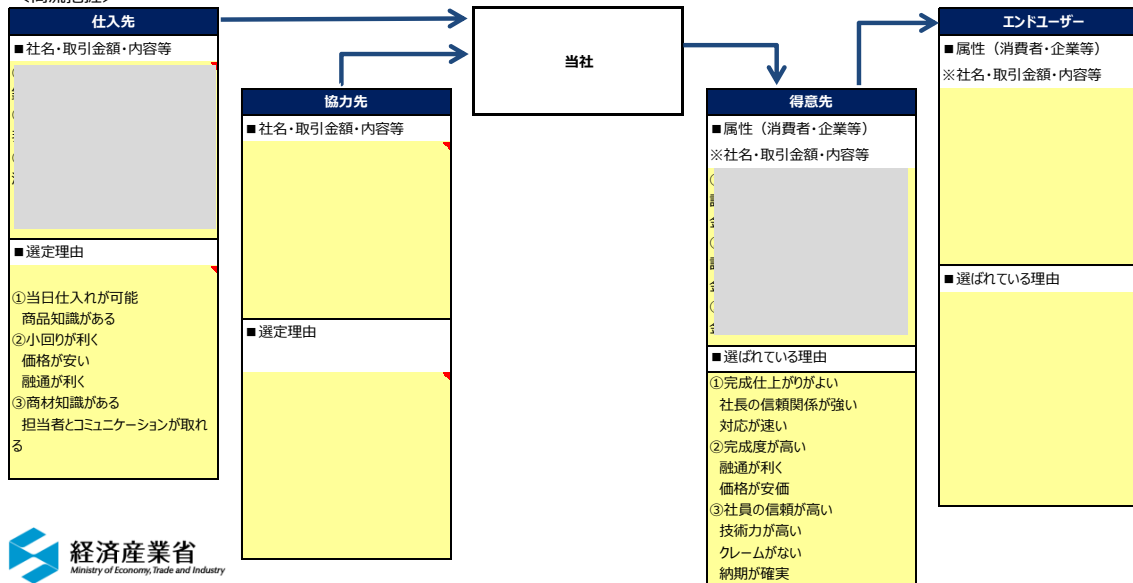 仕入先
■社名・取引金額・内容等
■選定理由
①当日仕入れが可能
商品知識がある
②小回りが利く
価格が安い
融通が利く
③商材知識がある
担当者とコミュニケーションが取れ
る
協力先
■社名・取引金額・内容等
■選定理由
当社
得意先
■属性（消費者・企業等）
※社名・取引金額・内容等
■選ばれている理由
①完成仕上がりがよい
社長の信頼関係が強い
対応が速い
②完成度が高い
融通が利く
価格が安価
③社員の信頼が高い
技術力が高い
クレームがない
納期が確実
エンドユーザー
■属性（消費者・企業等）
※社名・取引金額・内容等
■選ばれている理由
経済産業省
Ministry of Economy, Trade and Industry